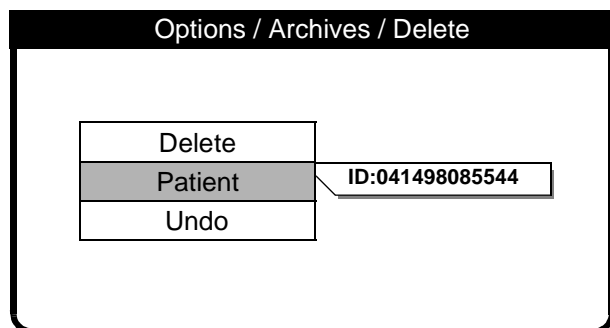 Options / Archives / Delete
Delete
Patient
ID:041498085544
Undo